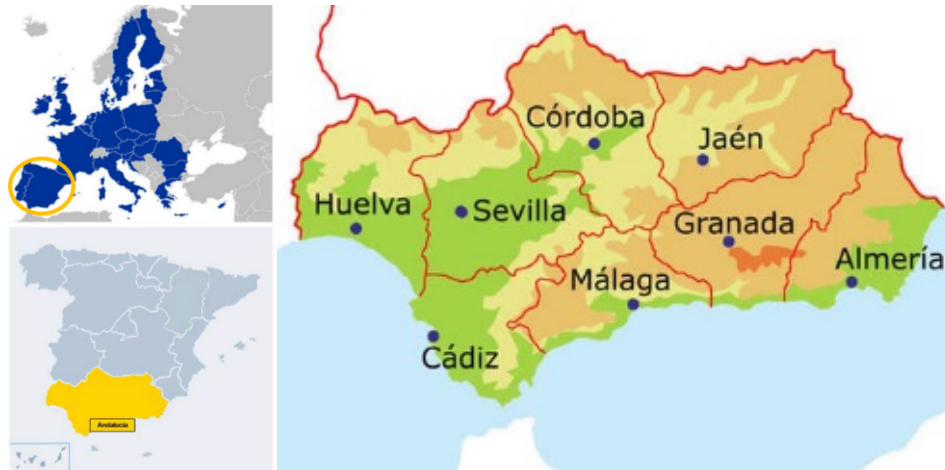 Andalucía
Córdoba
Jaén
Huelva
Sevilla
Granada
Almería
Málaga
Cádiz